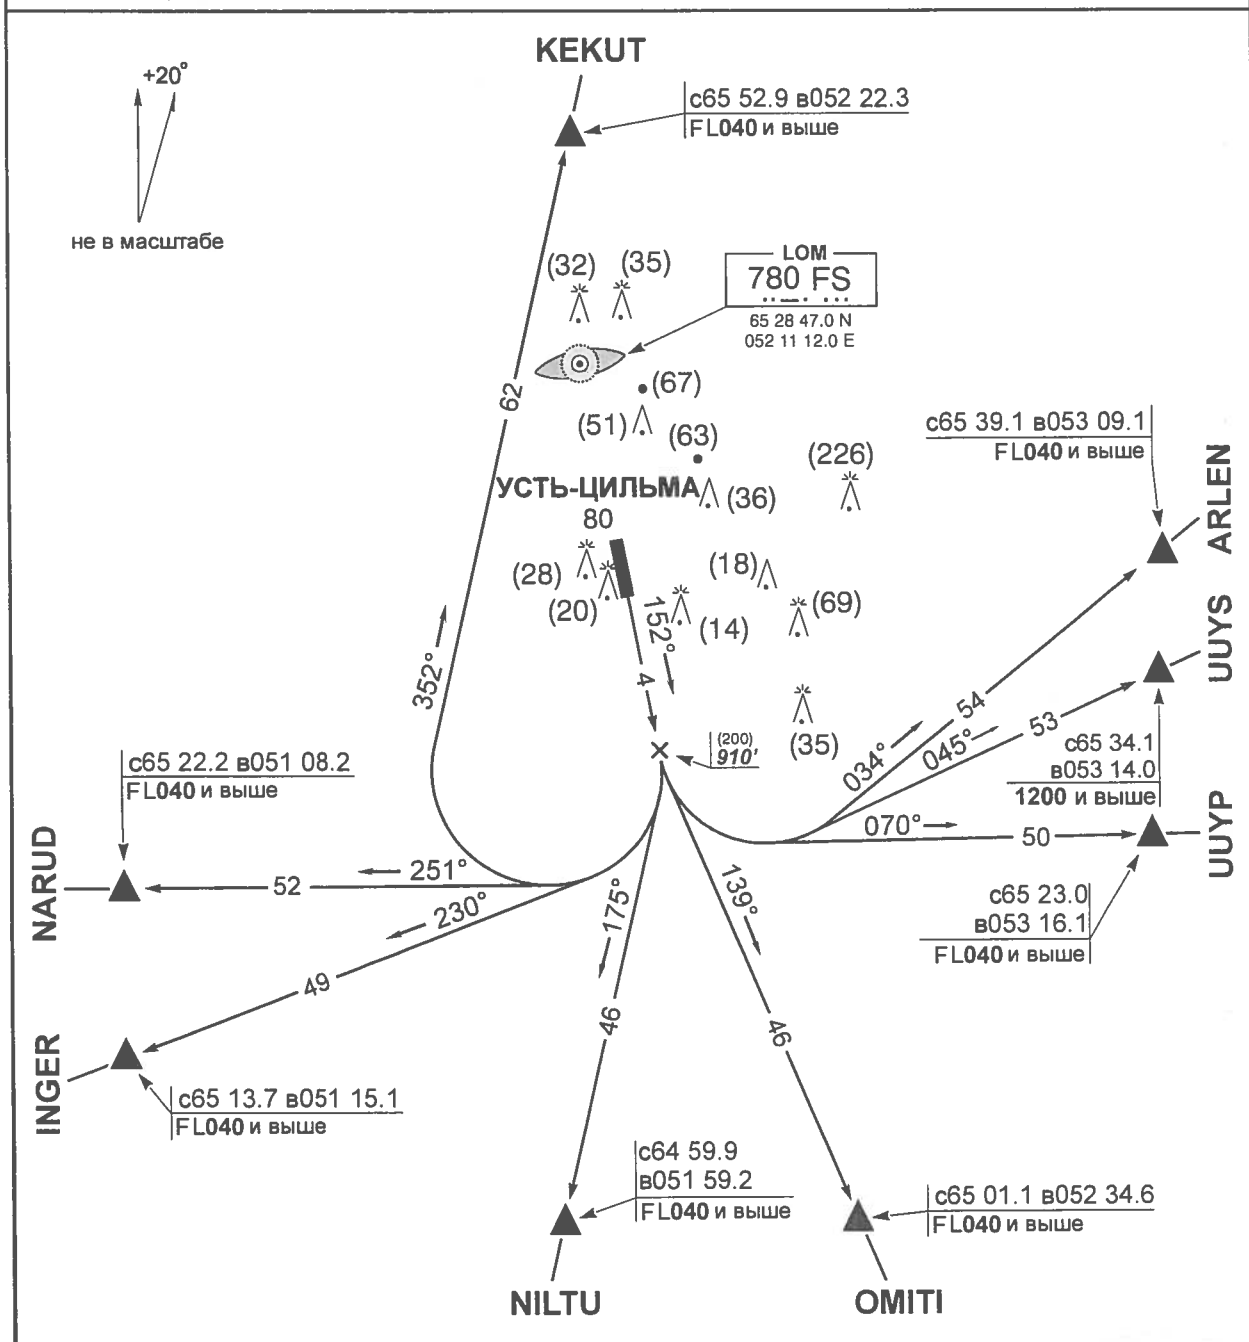 KEKUT
+20°
с65 52.9 в052 22.3
FL040 и выше
не в масштабе
(32)
(35)
LOM
780 FS
65 28 47.0 N
052 11 12.0 E
62
(67)
(51)
(63)
с65 39.1 в053 09.1
FL040 и выше
(226)
ARLEN
УСТЬ-ЦИЛЬМА
(36)
80
(28)
(18)
(20)
152°
(14)
(69)
UUYS
352°
4
54
53
(35)
(200)
910'
034°
045°
с65 34.1
в053 14.0
1200 и выше
с65 22.2 в051 08.2
FL040 и выше
070°
50
UUYP
NARUD
52
251°
230°
175°
139°
с65 23.0
в053 16.1
FL040 и выше
49
46
46
INGER
с65 13.7 в051 15.1
FL040 и выше
с64 59.9
в051 59.2
FL040 и выше
с65 01.1 в052 34.6
FL040 и выше
NILTU
OMITI